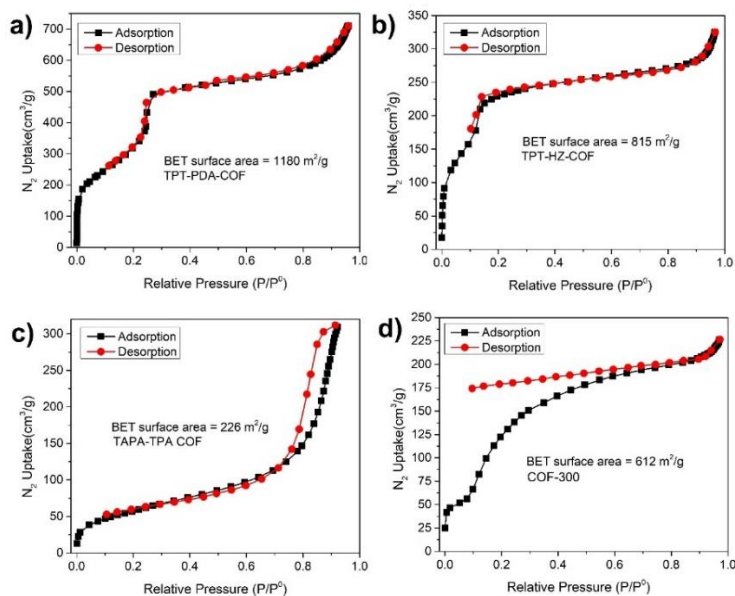 a)
Adsorption
Desorption
BET surface area = 1180 m²/g
TPT-PDA-COF
N₂ Uptake(cm³/g)
700
600
500
400
300
200
100
0
0.0 0.2 0.4 0.6 0.8 1.0
Relative Pressure (P/P⁰)
b)
Adsorption
Desorption
BET surface area = 815 m²/g
TPT-HZ-COF
N₂ Uptake(cm³/g)
350
300
250
200
150
100
50
0
0.0 0.2 0.4 0.6 0.8 1.0
Relative Pressure (P/P⁰)
c)
Adsorption
Desorption
BET surface area = 226 m²/g
TAPA-TPA COF
N₂ Uptake(cm³/g)
300
250
200
150
100
50
0
0.0 0.2 0.4 0.6 0.8 1.0
Relative Pressure (P/P⁰)
d)
Adsorption
Desorption
BET surface area = 612 m²/g
COF-300
N₂ Uptake(cm³/g)
250
225
200
175
150
125
100
75
50
25
0
0.0 0.2 0.4 0.6 0.8 1.0
Relative Pressure (P/P⁰)